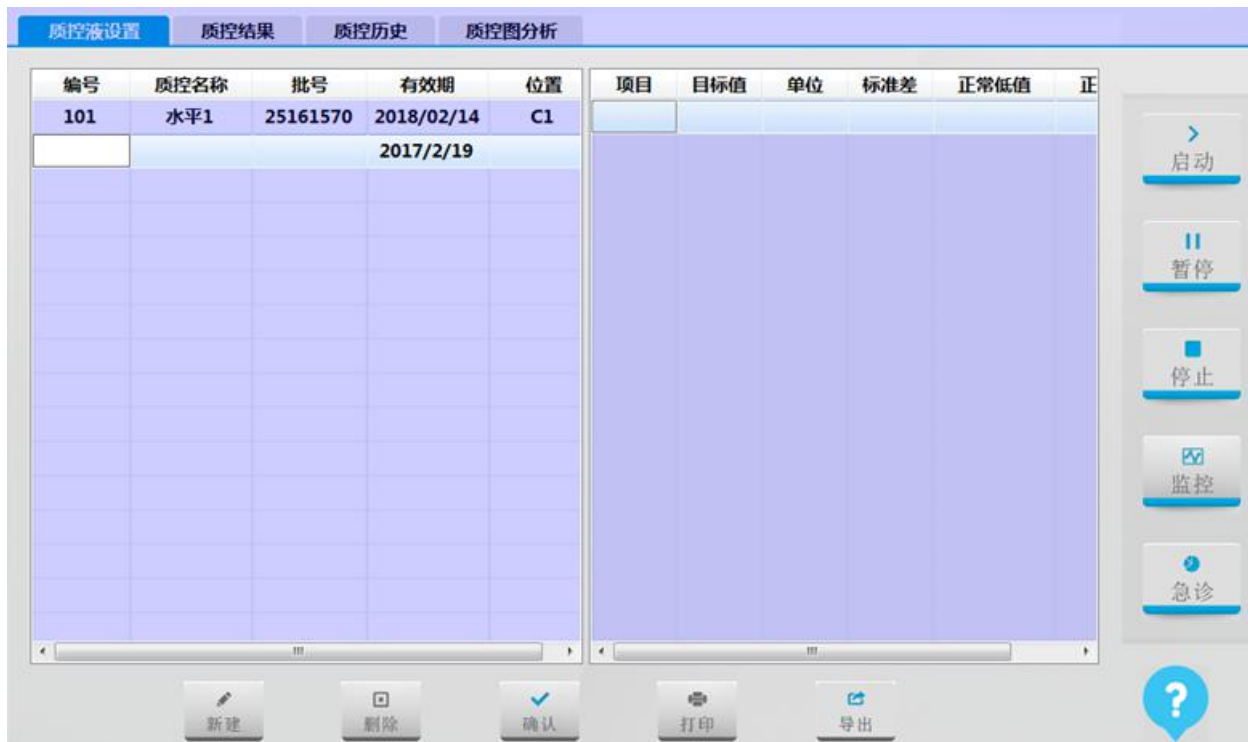 质控液设置 质控结果 质控历史 质控图分析
编号 质控名称 批号 有效期 位置 项目 目标值 单位 标准差 正常低值 正
101 水平1 25161570 2018/02/14 C1
2017/2/19
启动
暂停
停止
监控
急诊
新建 删除 确认 打印 导出
?